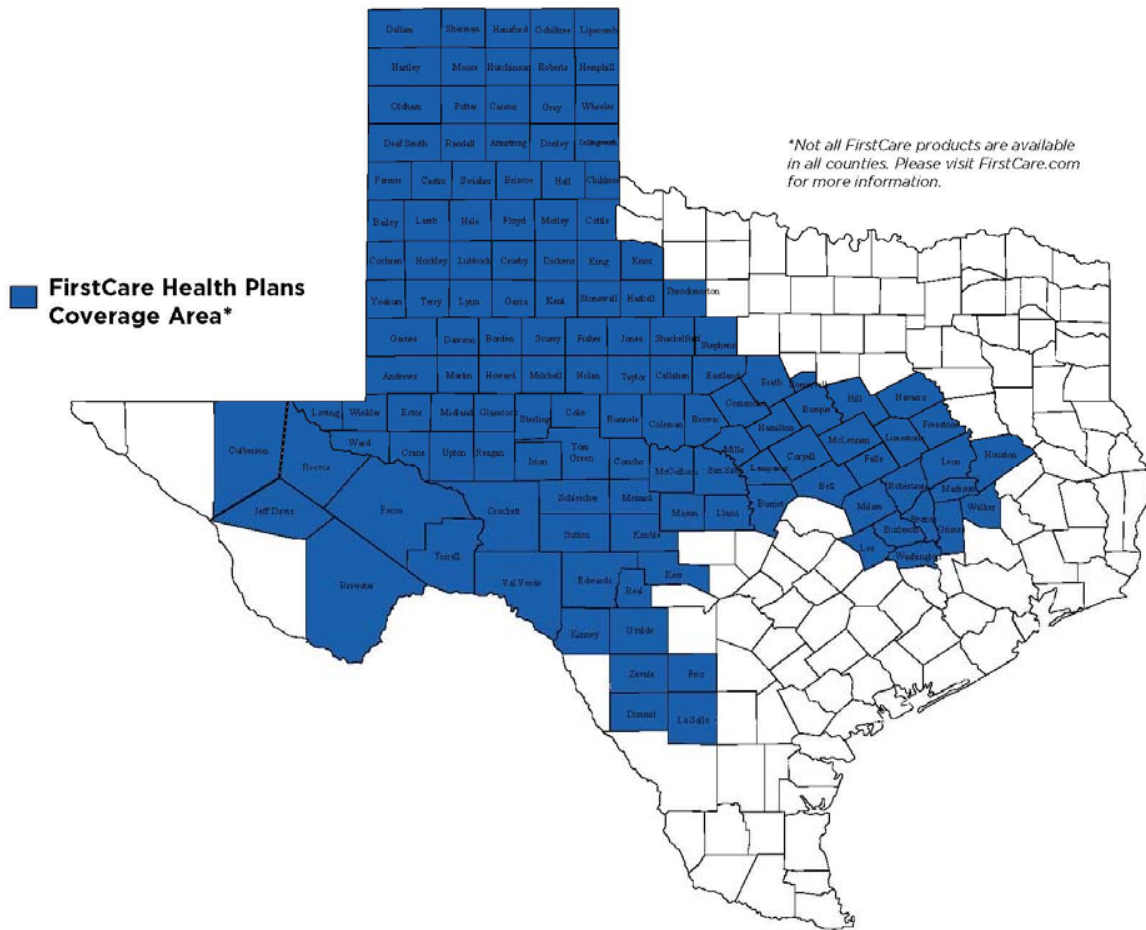 Dallam Sherman Hansford Ochiltree Lipscomb
Hartley Moore Hutchinson Roberts Hemphill
Oldham Potter Carson Gray Wheeler
Deaf Smith Randall Armstrong Donley Collingsworth
*Not all FirstCare products are available
in all counties. Please visit FirstCare.com
for more information.
Parmer Castro Swisher Briscoe Hall Childress
Bailey Lamb Hale Floyd Motley Cottle
Cochran Hockley Lubbock Crosby Dickens King Knox
FirstCare Health Plans
Coverage Area*
Yoakum Terry Lynn Garza Kent Stonewall Haskell Throckmorton
Gaines Dawson Borden Scurry Fisher Jones Shackelford Stephens
Andrews Martin Howard Mitchell Nolan Taylor Callahan Eastland Erath Somervell Hill Navarro
Loving Winkler Ector Midland Glasscock Sterling Coke Runnels Coleman Brown Comanche Bosque Freestone
Culberson Reeves Ward Crane Upton Reagan Irion Tom
Green Concho McCulloch San Saba Mills Hamilton Lampasas Coryell McLennan Falls Limestone Leon Houston
Jeff Davis Pecos Crockett Schleicher Menard Mason Llano Burnet Bell Milam Robertson Madison Walker
Terrell Sutton Kimble Lee Burleson Brazos Grimes Washington
Brewster Val Verde Edwards Real Kerr
Kinney Uvalde
Zavala Frio
Dimmit La Salle